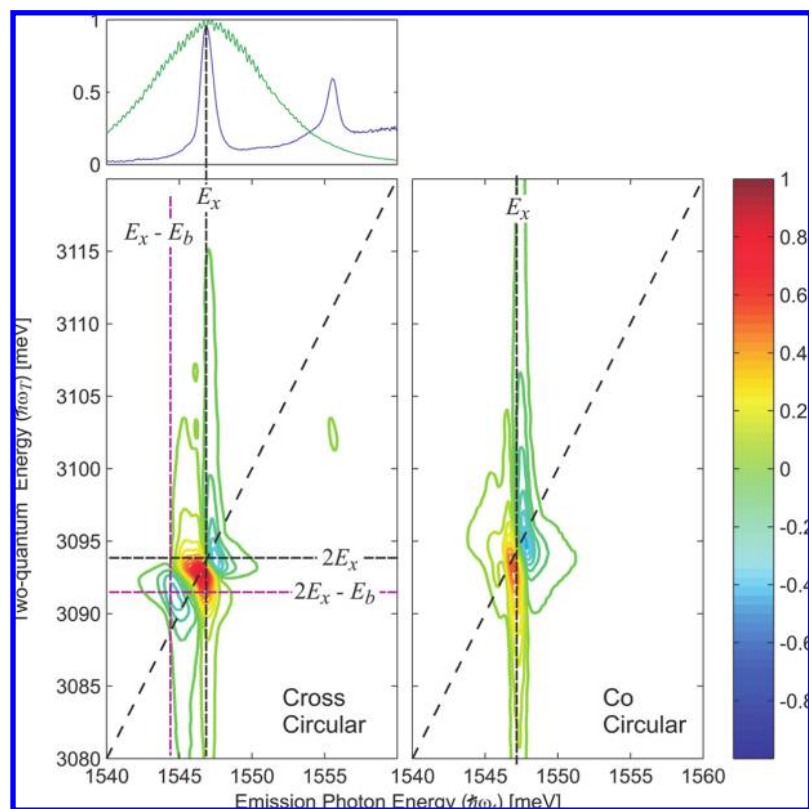 1
0.5
0
E_x
E_x - E_b
E_x
3115
3110
3105
3100
3095
3090
3085
3080
Two-quantum Energy (ℏω_T) [meV]
2E_x
2E_x - E_b
Cross
Circular
Co
Circular
1540 1545 1550 1555
1540 1545 1550 1555 1560
Emission Photon Energy (ℏω_t) [meV]
1
0.8
0.6
0.4
0.2
0
-0.2
-0.4
-0.6
-0.8